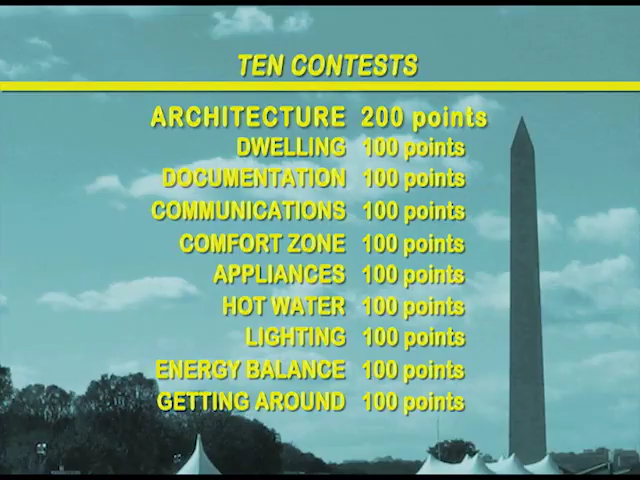 TEN CONTESTS
ARCHITECTURE 200 points
DWELLING 100 points
DOCUMENTATION 100 points
COMMUNICATIONS 100 points
COMFORT ZONE 100 points
APPLIANCES 100 points
HOT WATER 100 points
LIGHTING 100 points
ENERGY BALANCE 100 points
GETTING AROUND 100 points